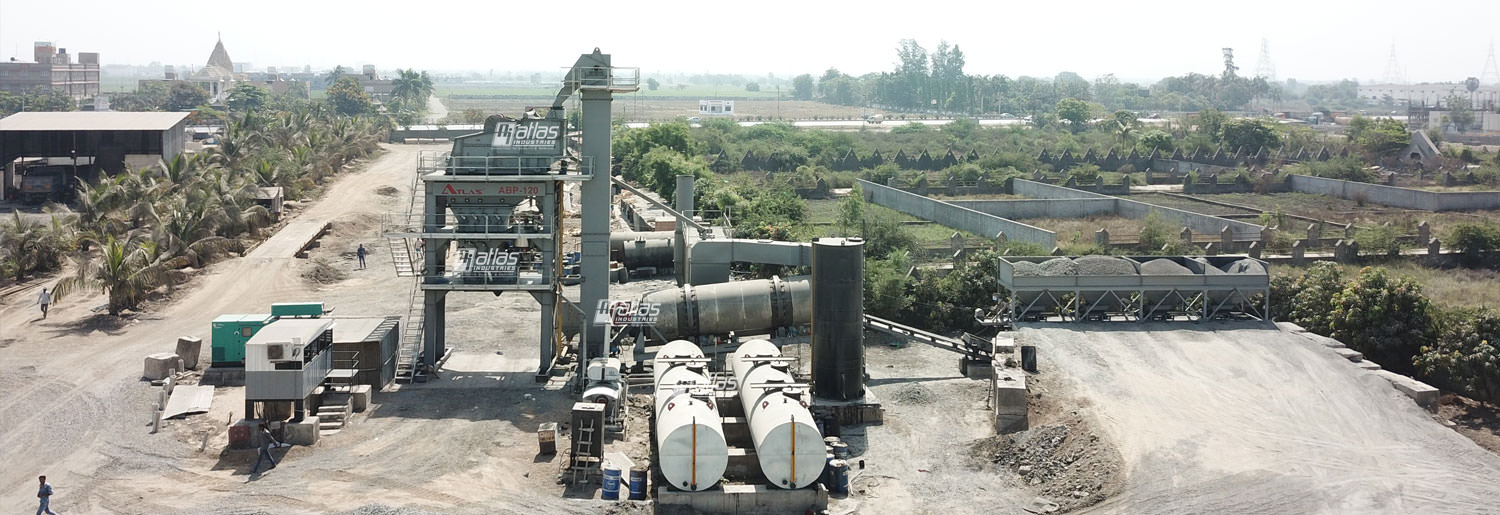 atlas
INDUSTRIES
ATLAS ABP-120
atlas
INDUSTRIES
atlas
INDUSTRIES